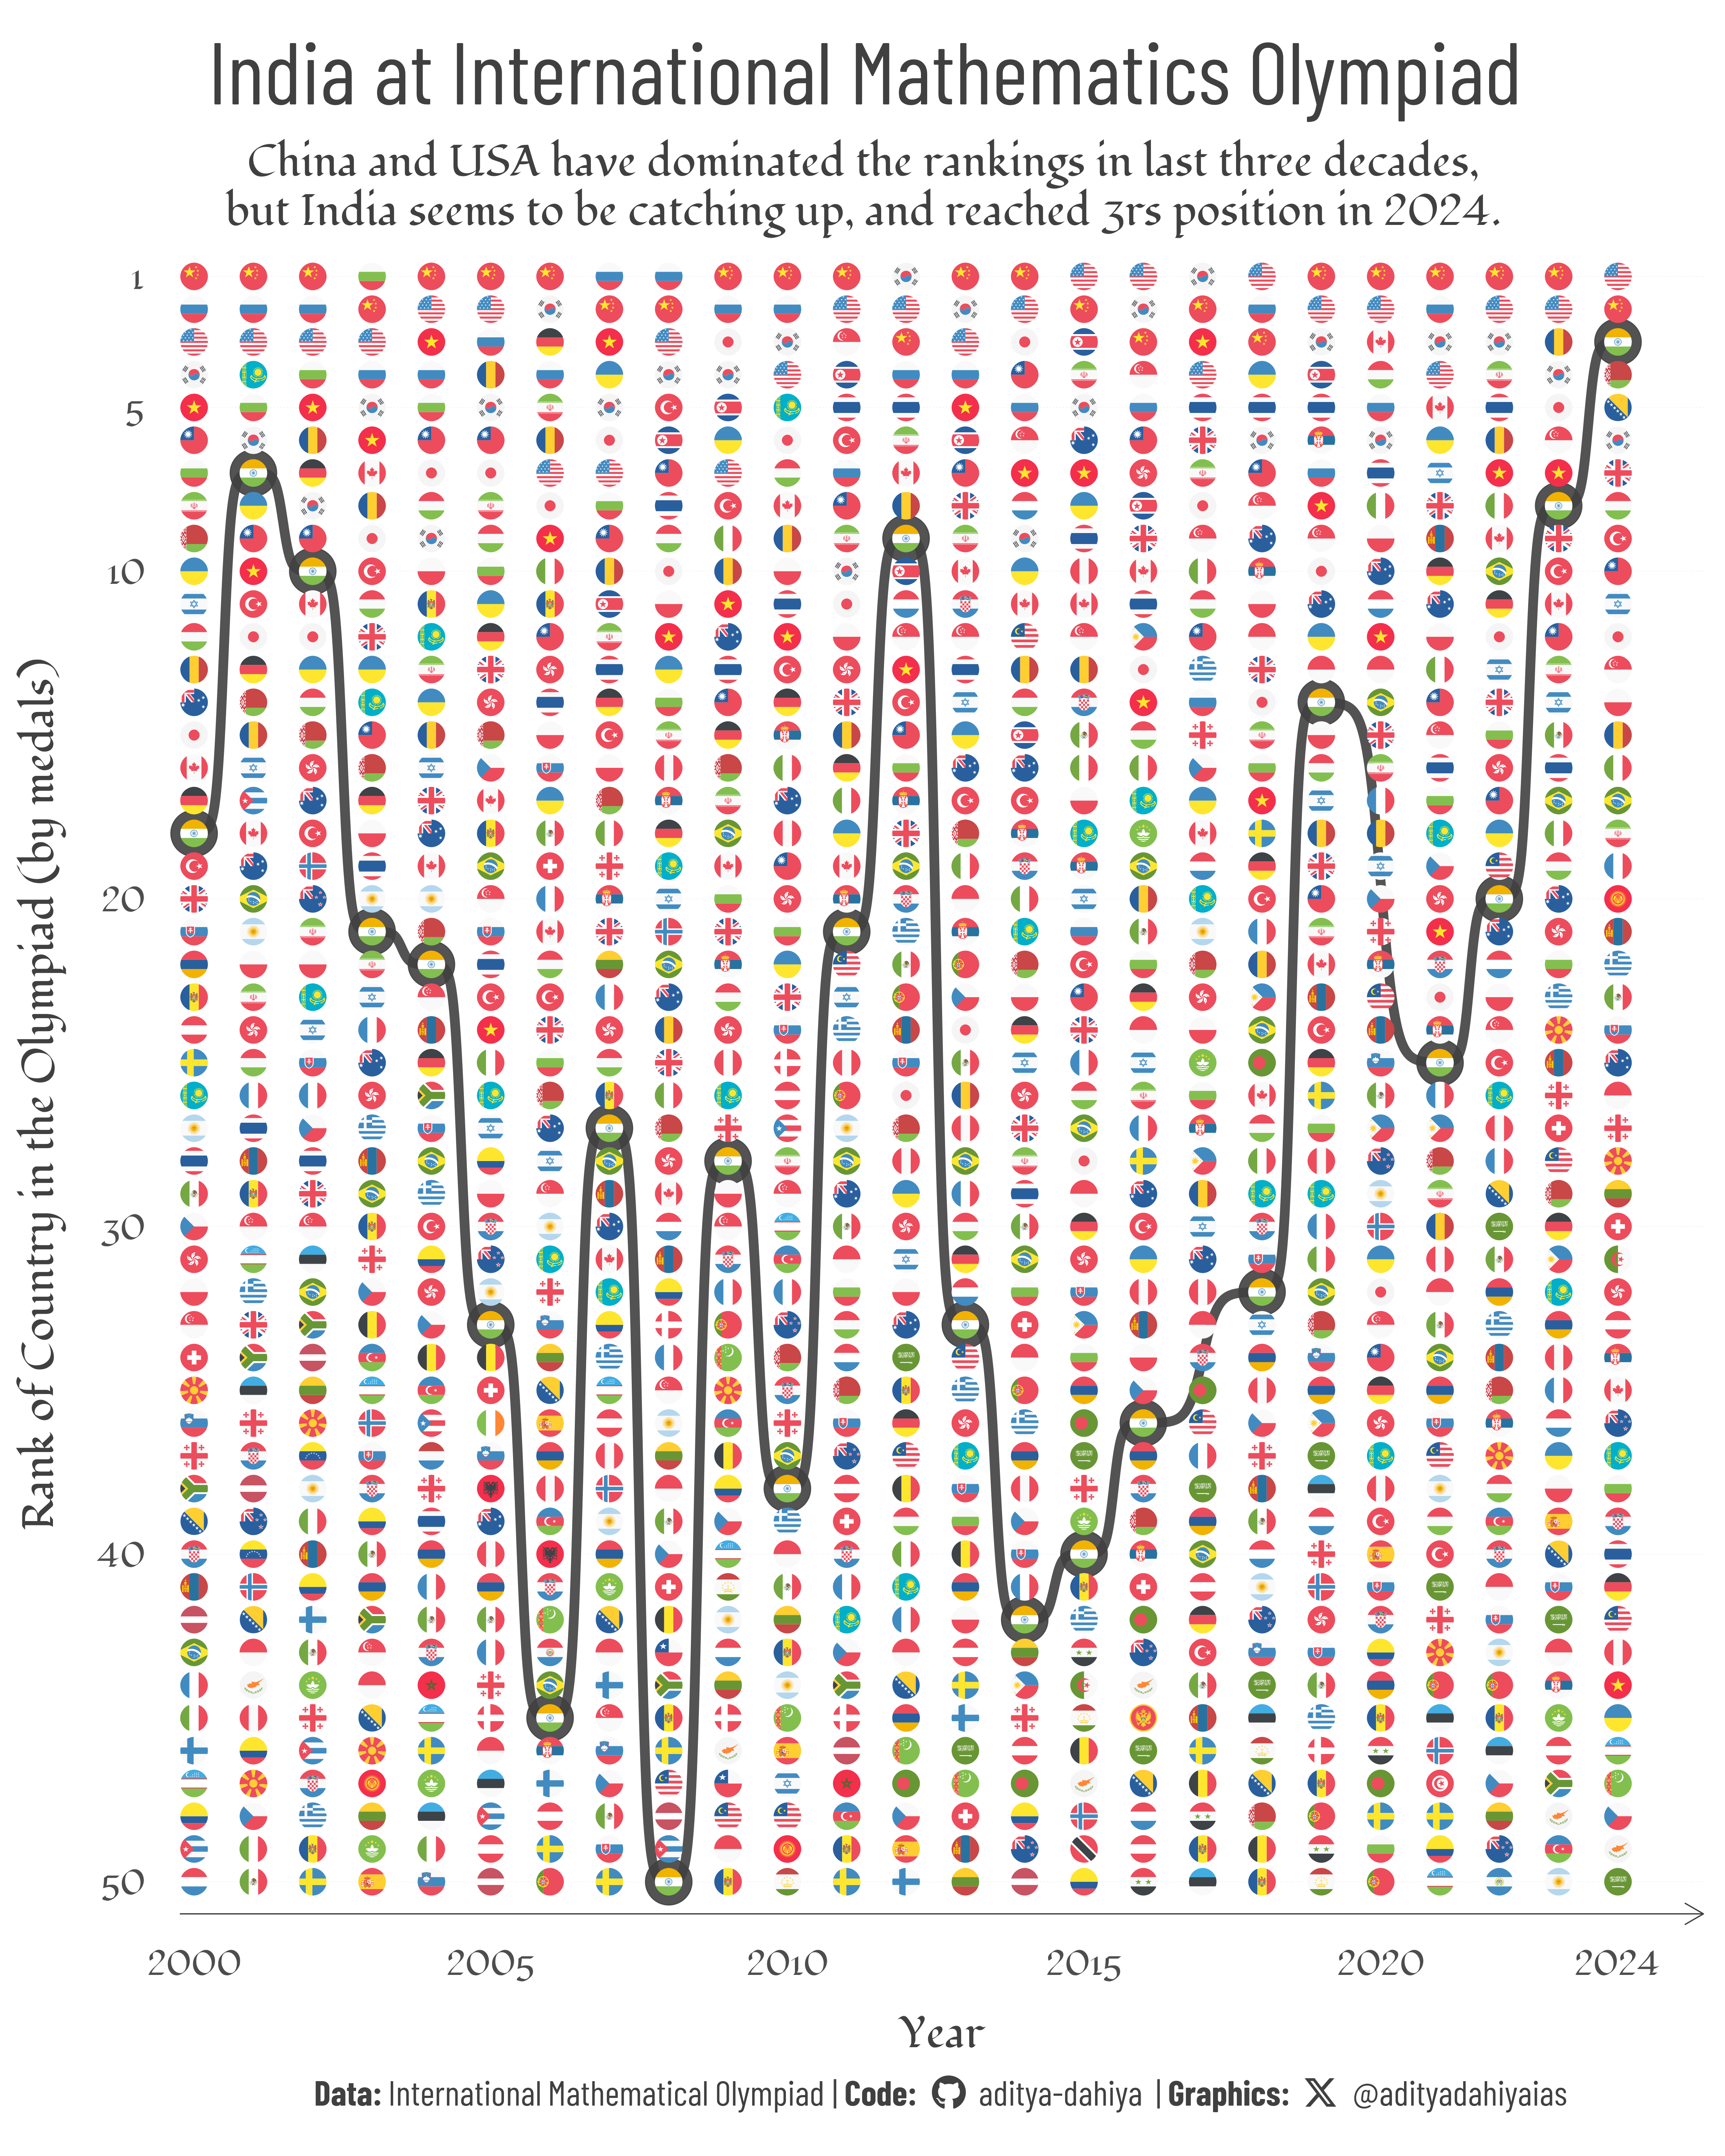 India at International Mathematics Olympiad
China and USA have dominated the rankings in last three decades,
but India seems to be catching up, and reached 3rs position in 2024.
Rank of Country in the Olympiad (by medals)
1
5
10
20
30
40
50
2000 2005 2010 2015 2020 2024
Year
Data: International Mathematical Olympiad | Code: aditya-dahiya | Graphics: @adityadahiyaias